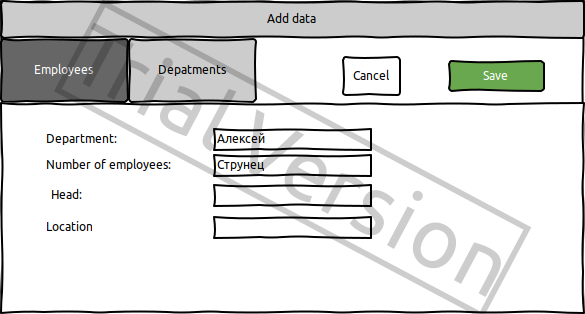 Add data
Employees
Depatments
Cancel
Save
Department:
Алексей
Number of employees:
Струнец
Head:
Location
Trial Version